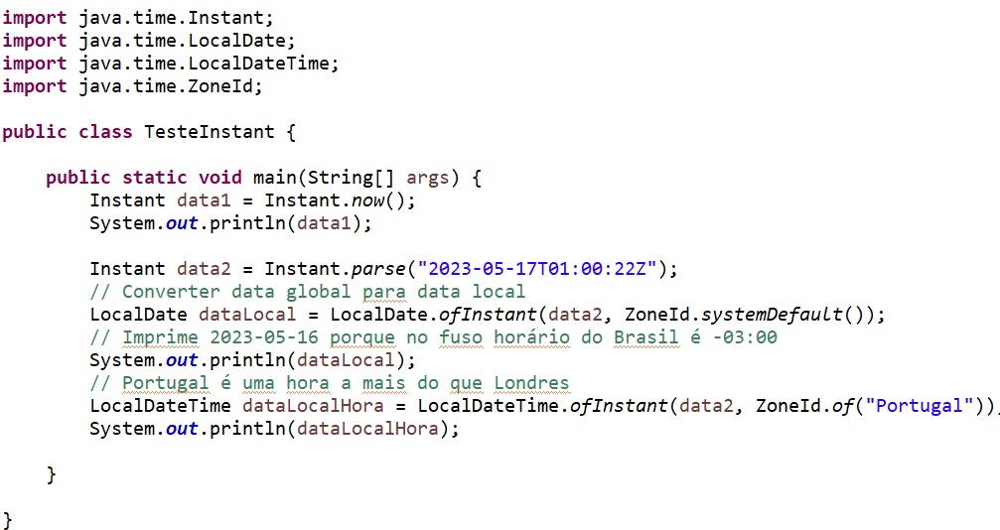 import java.time.Instant;
import java.time.LocalDate;
import java.time.LocalDateTime;
import java.time.ZoneId;

public class TesteInstant {

    public static void main(String[] args) {
        Instant data1 = Instant.now();
        System.out.println(data1);

        Instant data2 = Instant.parse("2023-05-17T01:00:22Z");
        // Converter data global para data local
        LocalDate dataLocal = LocalDate.ofInstant(data2, ZoneId.systemDefault());
        // Imprime 2023-05-16 porque no fuso horário do Brasil é -03:00
        System.out.println(dataLocal);
        // Portugal é uma hora a mais do que Londres
        LocalDateTime dataLocalHora = LocalDateTime.ofInstant(data2, ZoneId.of("Portugal"));
        System.out.println(dataLocalHora);

    }

}